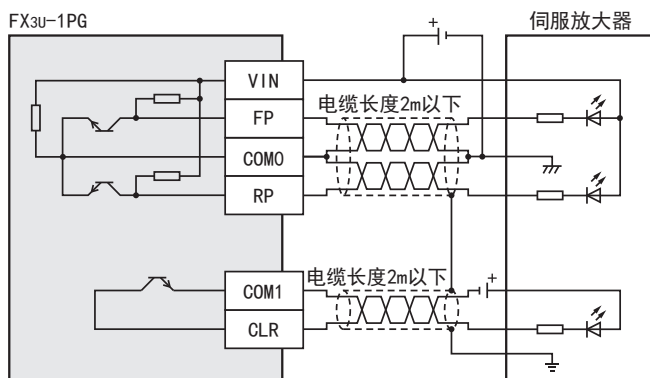 FX3U-1PG
伺服放大器
+
VIN
电缆长度2m以下
FP
COM0
RP
电缆长度2m以下
COM1
+
CLR